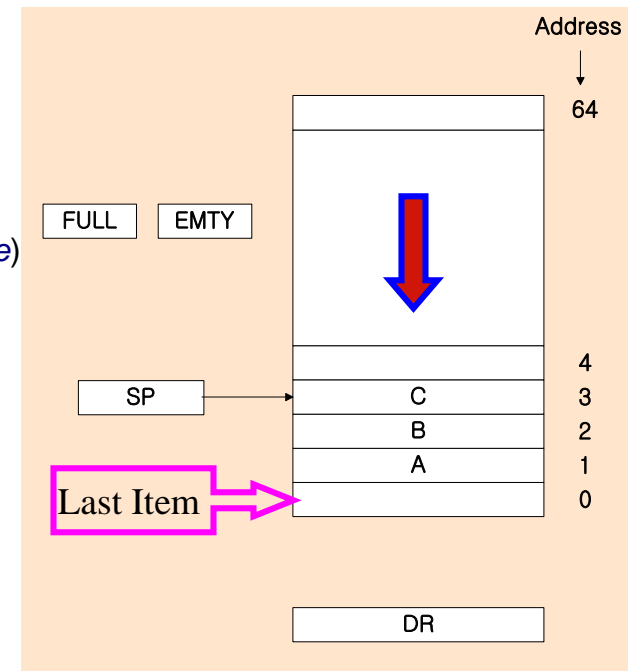 Address
64
FULL EMTY
e)
4
SP C 3
B 2
A 1
Last Item 0
DR